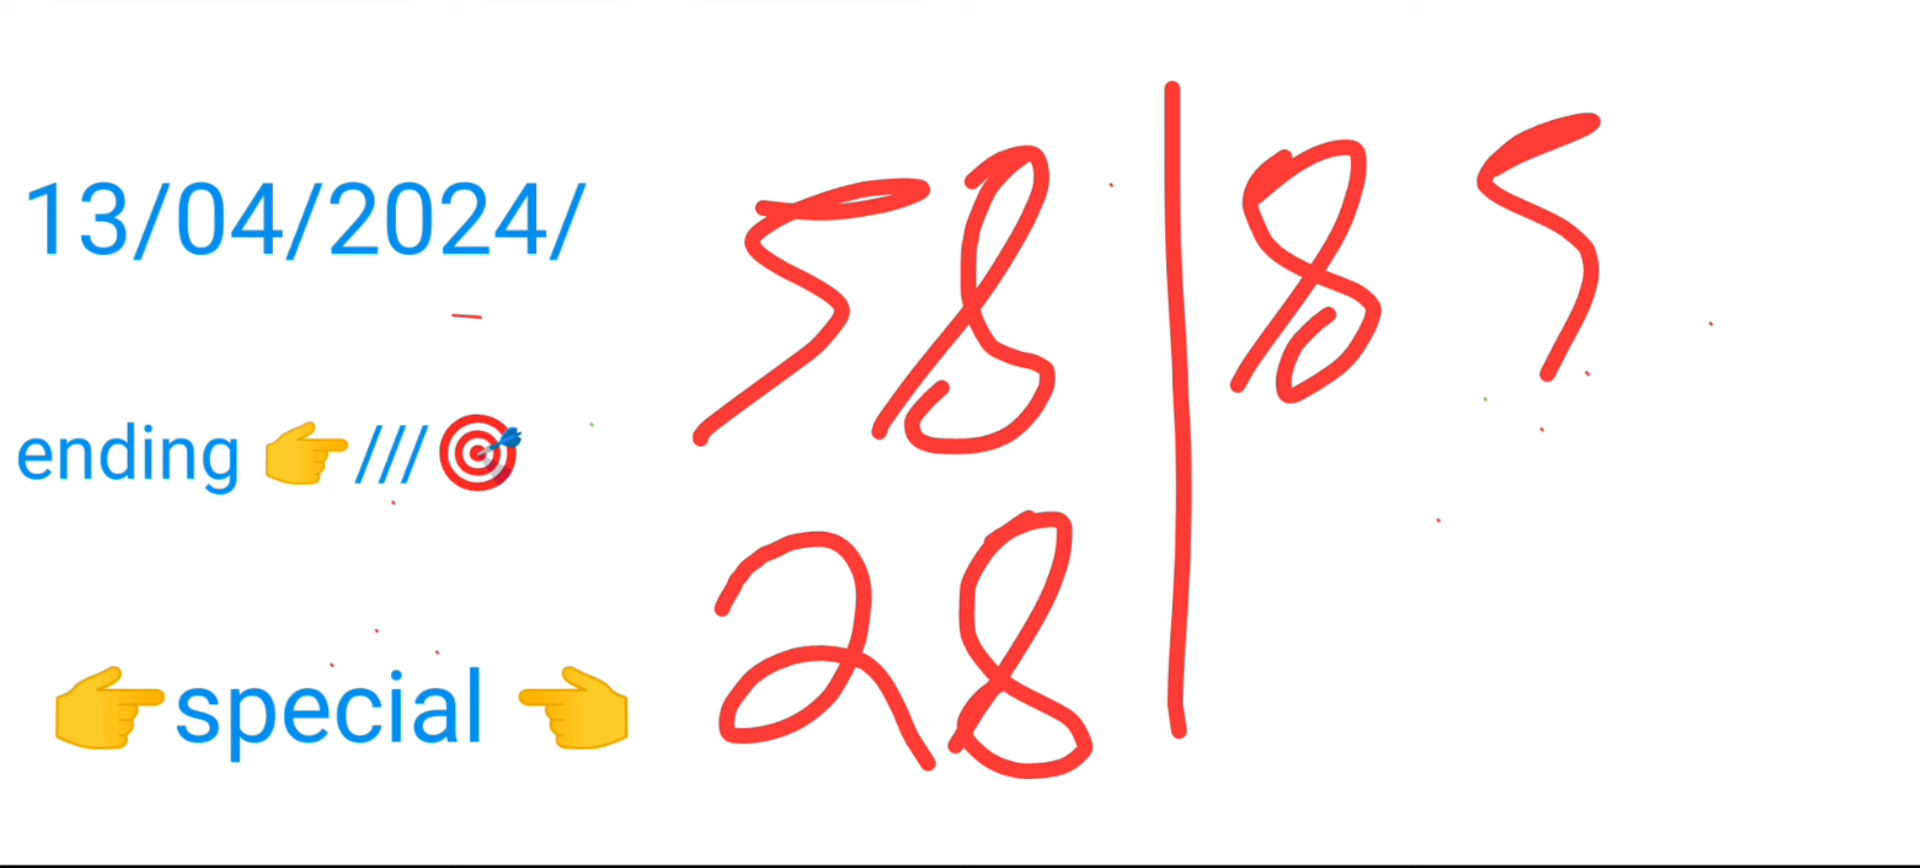 13/04/2024/ 58 | 85
ending 👉///🎯
👉special 👈 28